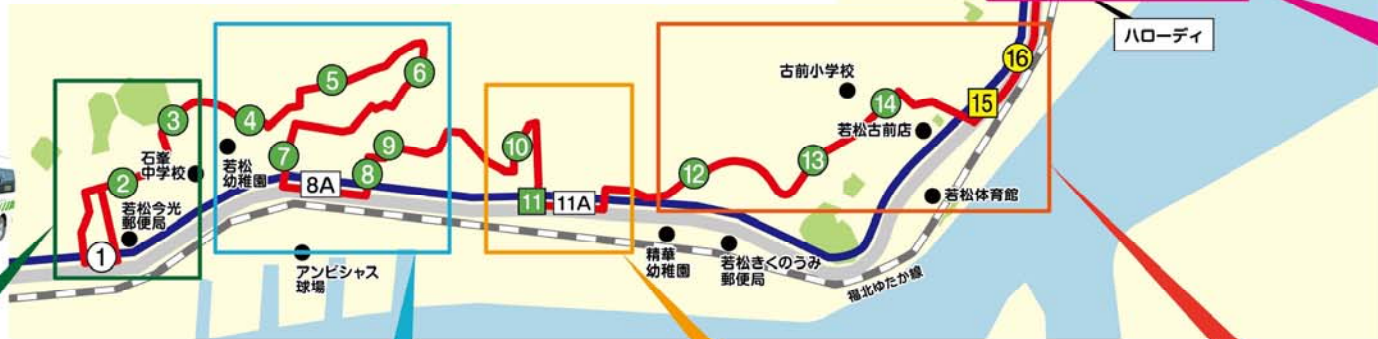 ハローディ
16
古前小学校
15
14
若松古前店
5
6
3
4
13
10
9
石峯
中学校
若松
幼稚園
7
12
2
8
8A
若松体育館
11
11A
若松今光
郵便局
1
精華
幼稚園
若松きくのうみ
郵便局
アンビシャス
球場
福北ゆたか線